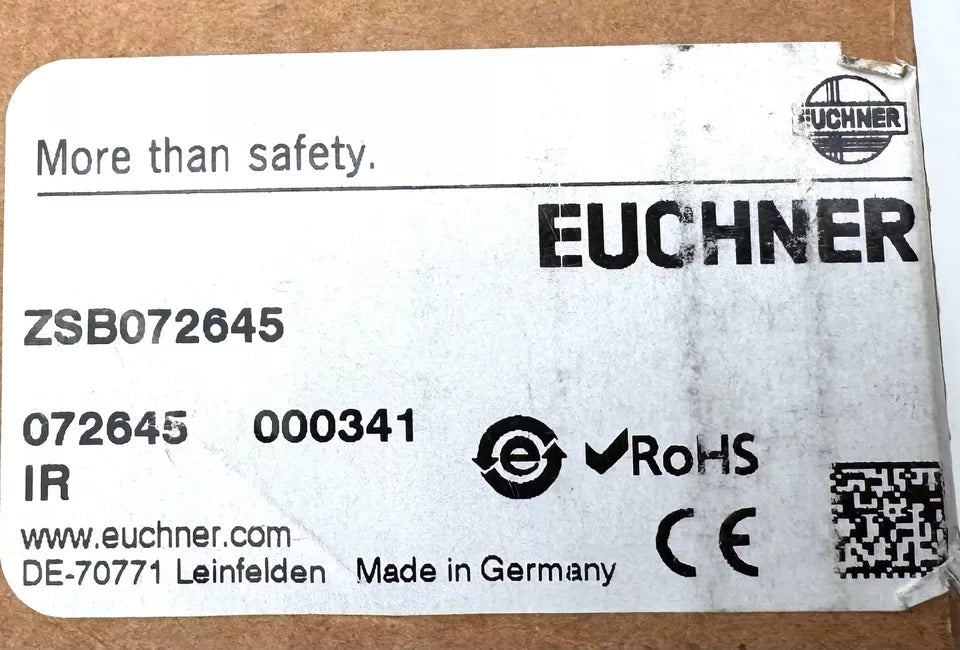 More than safety.
EUCHNER
EUCHNER
ZSB072645
072645 000341
IR
e
✔RoHS
CE
www.euchner.com
DE-70771 Leinfelden Made in Germany